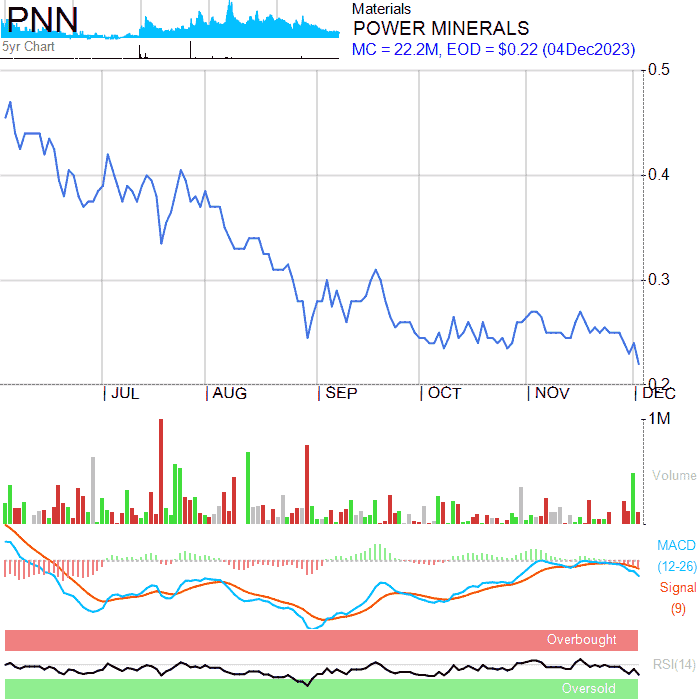 PNN
5yr Chart
Materials
POWER MINERALS
MC = 22.2M, EOD = $0.22 (04Dec2023)
0.5
0.4
0.3
0.2
JUL AUG SEP OCT NOV DEC
1M
Volume
MACD
(12-26)
Signal
(9)
Overbought
RSI(14)
Oversold